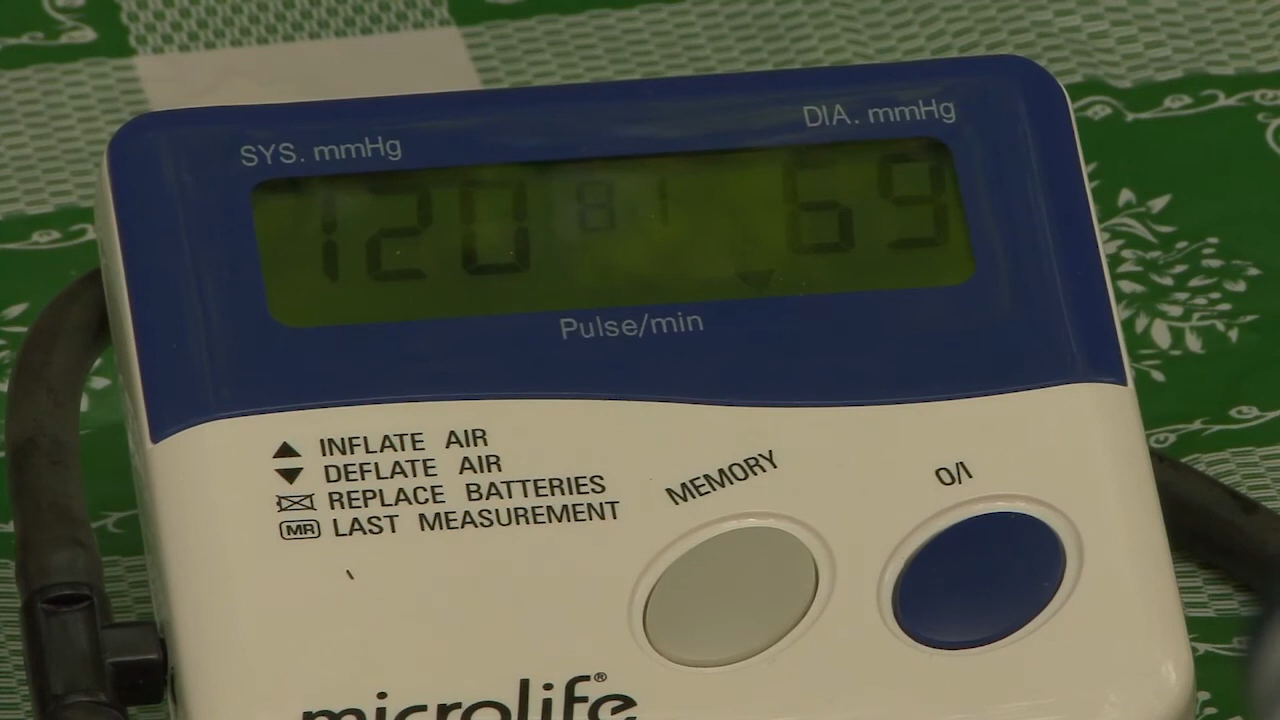 SYS. mmHg
DIA. mmHg
120 81 69
Pulse/min
INFLATE AIR
DEFLATE AIR
REPLACE BATTERIES
MR LAST MEASUREMENT
MEMORY
O/I
microlife®